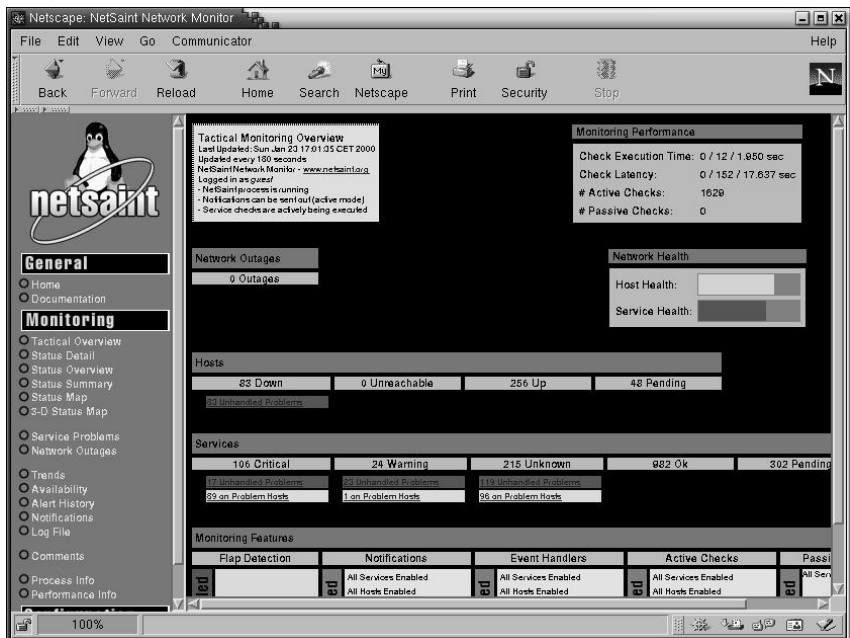 Netscape: NetSaint Network Monitor
File Edit View Go Communicator Help
Back Forward Reload Home Search Netscape Print Security Stop
My
N
netsaint
General
Home
Documentation
Monitoring
Tactical Overview
Status Detail
Status Overview
Status Summary
Status Map
3-D Status Map
Service Problems
Network Outages
Trends
Availability
Alert History
Notifications
Log File
Comments
Process Info
Performance Info
Tactical Monitoring Overview
Last Updated: Sun Jan 23 17:01:35 CET 2000
Updated every 180 seconds
NetSaint Network Monitor - www.netsaint.org
Logged in as guest
- NetSaint process is running
- Notifications can be sent out (active mode)
- Service checks are actively being executed
Monitoring Performance
Check Execution Time: 0 / 12 / 1.950 sec
Check Latency: 0 / 152 / 17.637 sec
# Active Checks: 1629
# Passive Checks: 0
Network Outages
0 Outages
Network Health
Host Health:
Service Health:
Hosts
83 Down 0 Unreachable 256 Up 48 Pending
83 Unhandled Problems
Services
106 Critical 24 Warning 215 Unknown 982 Ok 302 Pending
17 Unhandled Problems 23 Unhandled Problems 119 Unhandled Problems
89 on Problem Hosts 1 on Problem Hosts 96 on Problem Hosts
Monitoring Features
Flap Detection Notifications Event Handlers Active Checks Passi
All Services Enabled All Services Enabled All Services Enabled All Serv
All Hosts Enabled All Hosts Enabled All Hosts Enabled
led ed ed ed ed
100%